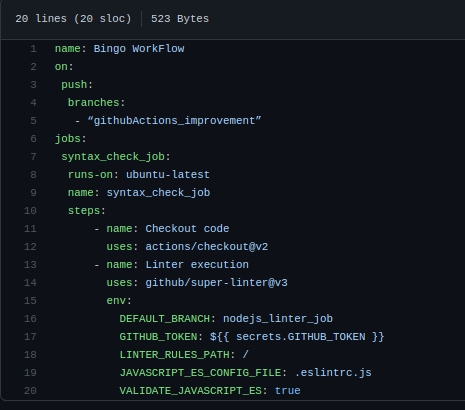 20 lines (20 sloc) 523 Bytes
1 name: Bingo WorkFlow
2 on:
3  push:
4   branches:
5    - “githubActions_improvement”
6 jobs:
7  syntax_check_job:
8   runs-on: ubuntu-latest
9   name: syntax_check_job
10   steps:
11       - name: Checkout code
12         uses: actions/checkout@v2
13       - name: Linter execution
14         uses: github/super-linter@v3
15         env:
16           DEFAULT_BRANCH: nodejs_linter_job
17           GITHUB_TOKEN: ${{ secrets.GITHUB_TOKEN }}
18           LINTER_RULES_PATH: /
19           JAVASCRIPT_ES_CONFIG_FILE: .eslintrc.js
20           VALIDATE_JAVASCRIPT_ES: true